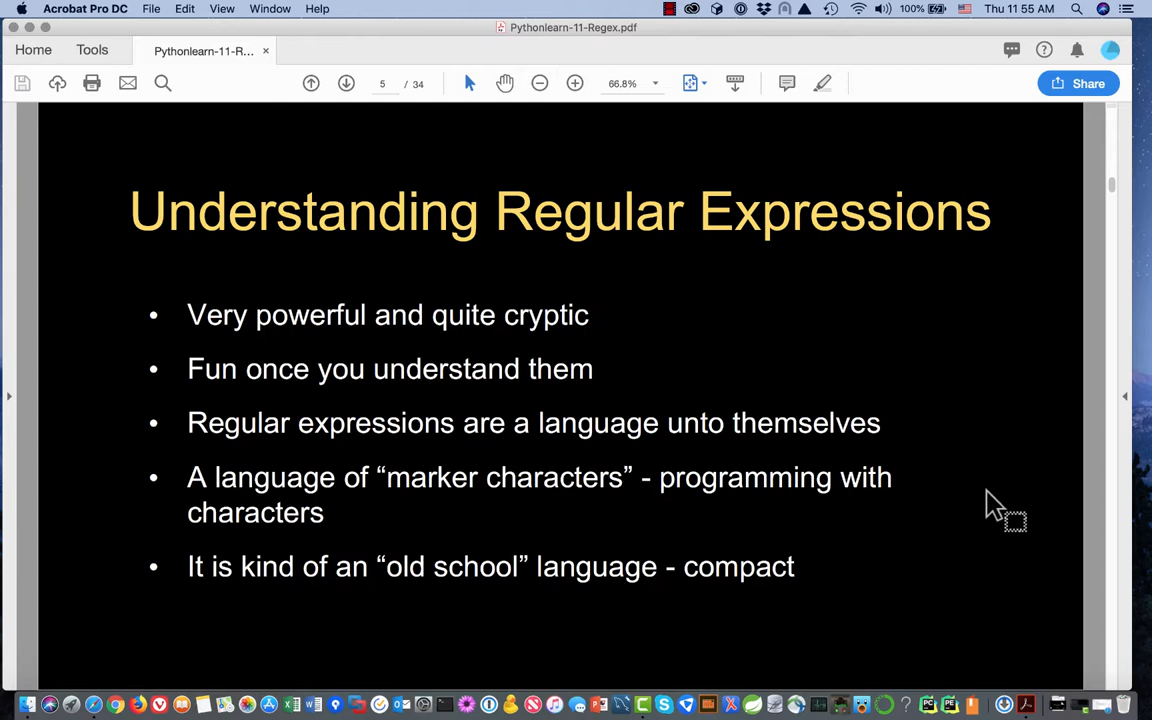 Acrobat Pro DC File Edit View Window Help 100% Thu 11 55 AM
Pythonlearn-11-Regex.pdf
Home Tools Pythonlearn-11-R... ×
5 / 34 66.8% Share
Understanding Regular Expressions
• Very powerful and quite cryptic
• Fun once you understand them
• Regular expressions are a language unto themselves
• A language of “marker characters” - programming with
characters
• It is kind of an “old school” language - compact